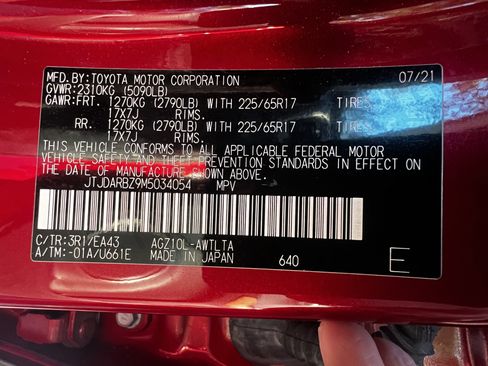 MFD.BY:TOYOTA MOTOR CORPORATION 07/21
GVWR:2310KG (5090LB)
GAWR:FRT. 1270KG (2790LB) WITH 225/65R17 TIRES
17X7J RIMS.
RR. 1270KG (2790LB) WITH 225/65R17 TIRES
17X7J RIMS.
THIS VEHICLE CONFORMS TO ALL APPLICABLE FEDERAL MOTOR
VEHICLE SAFETY AND THEFT PREVENTION STANDARDS IN EFFECT ON
THE DATE OF MANUFACTURE SHOWN ABOVE.
JTJDARBZ9M5034054 MPV
C/TR:3R1/EA43 AGZ10L-AWTLTA
A/TM:-01A/U661E MADE IN JAPAN 640 E